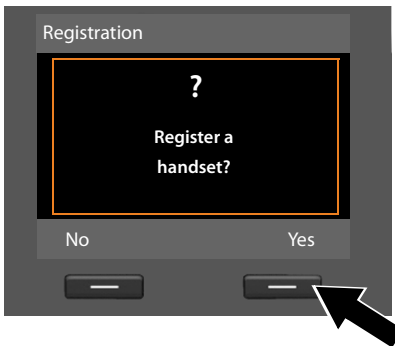 Registration
?
Register a
handset?
No Yes